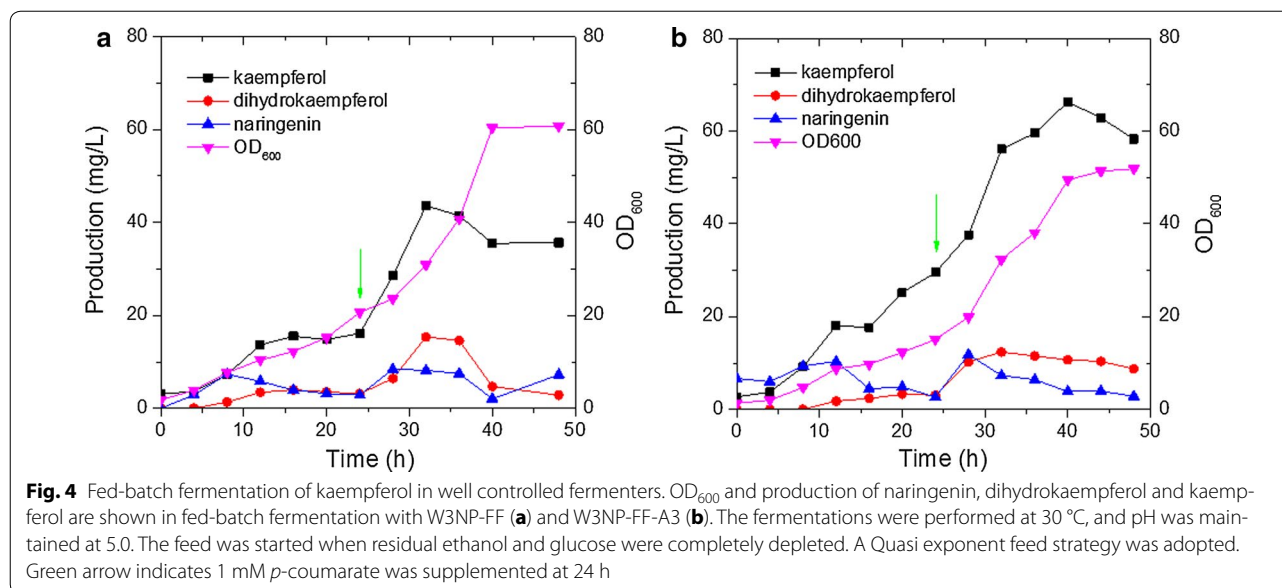 a
80
60
40
20
0
Production (mg/L)
kaempferol
dihydrokaempferol
naringenin
OD₆₀₀
80
60
40
20
0
OD₆₀₀
0 10 20 30 40 50
Time (h)
b
80
60
40
20
0
Production (mg/L)
kaempferol
dihydrokaempferol
naringenin
OD600
80
60
40
20
0
OD₆₀₀
0 10 20 30 40 50
Time (h)
Fig. 4 Fed-batch fermentation of kaempferol in well controlled fermenters. OD₆₀₀ and production of naringenin, dihydrokaempferol and kaemp-
ferol are shown in fed-batch fermentation with W3NP-FF (a) and W3NP-FF-A3 (b). The fermentations were performed at 30 °C, and pH was main-
tained at 5.0. The feed was started when residual ethanol and glucose were completely depleted. A Quasi exponent feed strategy was adopted.
Green arrow indicates 1 mM p-coumarate was supplemented at 24 h